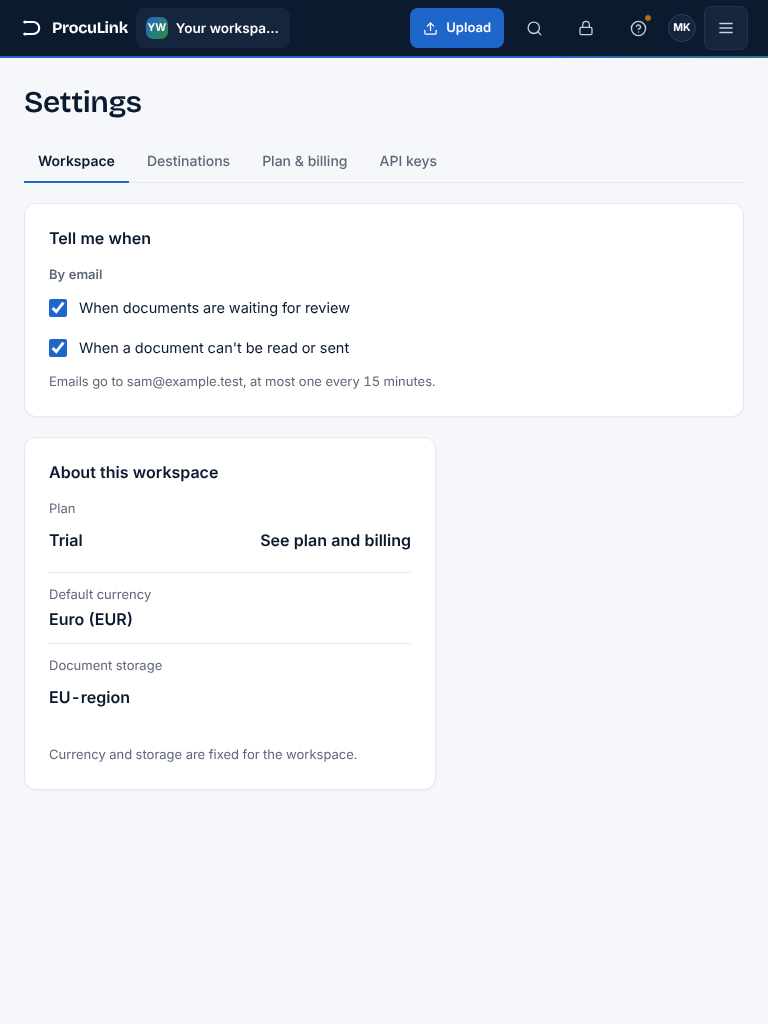 ProcuLink
YW
Your workspa...
Upload
MK
Settings
Workspace
Destinations
Plan & billing
API keys
Tell me when
By email
When documents are waiting for review
When a document can't be read or sent
Emails go to sam@example.test, at most one every 15 minutes.
About this workspace
Plan
Trial
See plan and billing
Default currency
Euro (EUR)
Document storage
EU-region
Currency and storage are fixed for the workspace.